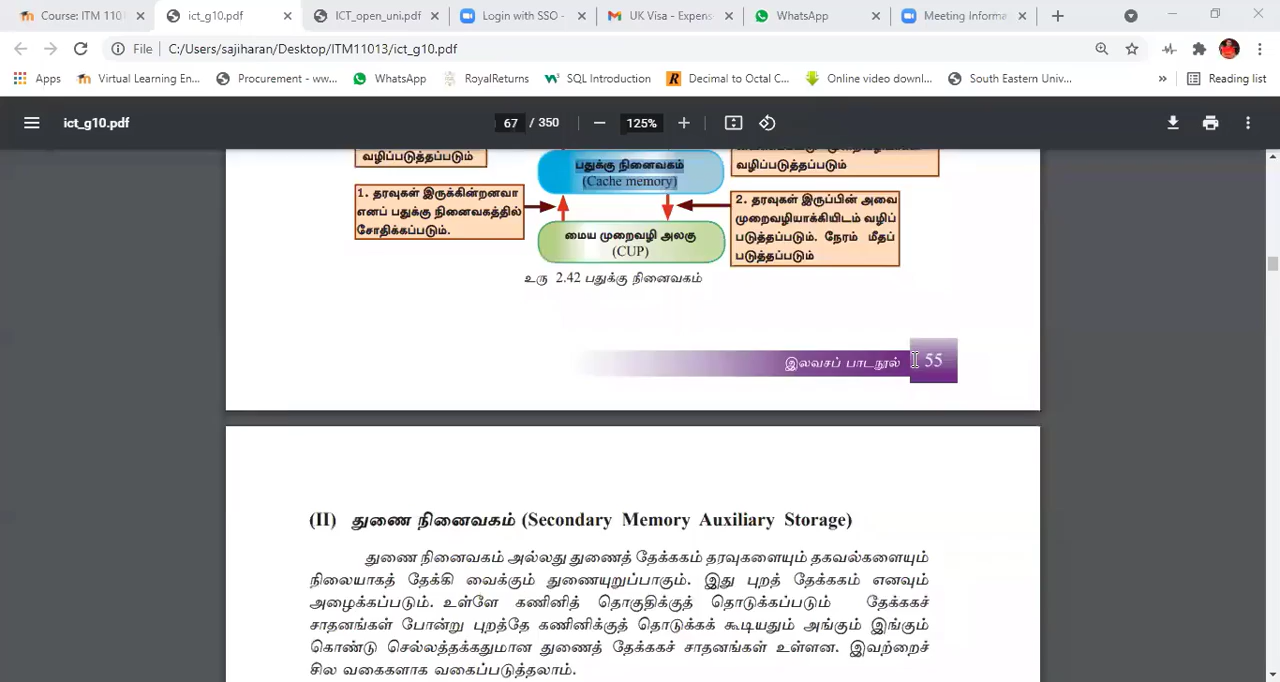 Course: ITM 110
ict_g10.pdf
ICT_open_uni.pdf
Login with SSO -
UK Visa - Expens
WhatsApp
Meeting Informa
File
C:/Users/sajiharan/Desktop/ITM11013/ict_g10.pdf
Apps
Virtual Learning En...
Procurement - ww...
WhatsApp
RoyalReturns
SQL Introduction
Decimal to Octal C...
Online video downl...
South Eastern Univ...
»
Reading list
ict_g10.pdf
67 / 350
125%
வழிப்படுத்தப்படும்
பதுக்கு நினைவகம்
(Cache memory)
வழிப்படுத்தப்படும்
1. தரவுகள் இருக்கின்றனவா
எனப் பதுக்கு நினைவகத்தில்
சோதிக்கப்படும்.
2. தரவுகள் இருப்பின் அவை
முறைவழியாக்கியிடம் வழிப்
படுத்தப்படும். நேரம் மீதப்
படுத்தப்படும்
மைய முறைவழி அலகு
(CUP)
உரு 2.42 பதுக்கு நினைவகம்
இலவசப் பாடநூல்
55
(II) துணை நினைவகம் (Secondary Memory Auxiliary Storage)
துணை நினைவகம் அல்லது துணைத் தேக்ககம் தரவுகளையும் தகவல்களையும்
நிலையாகத் தேக்கி வைக்கும் துணையுறுப்பாகும். இது புறத் தேக்ககம் எனவும்
அழைக்கப்படும். உள்ளே கணினித் தொகுதிக்குத் தொடுக்கப்படும் தேக்ககச்
சாதனங்கள் போன்று புறத்தே கணினிக்குத் தொடுக்கக் கூடியதும் அங்கும் இங்கும்
கொண்டு செல்லத்தக்கதுமான துணைத் தேக்ககச் சாதனங்கள் உள்ளன. இவற்றைச்
சில வகைகளாக வகைப்படுத்தலாம்.